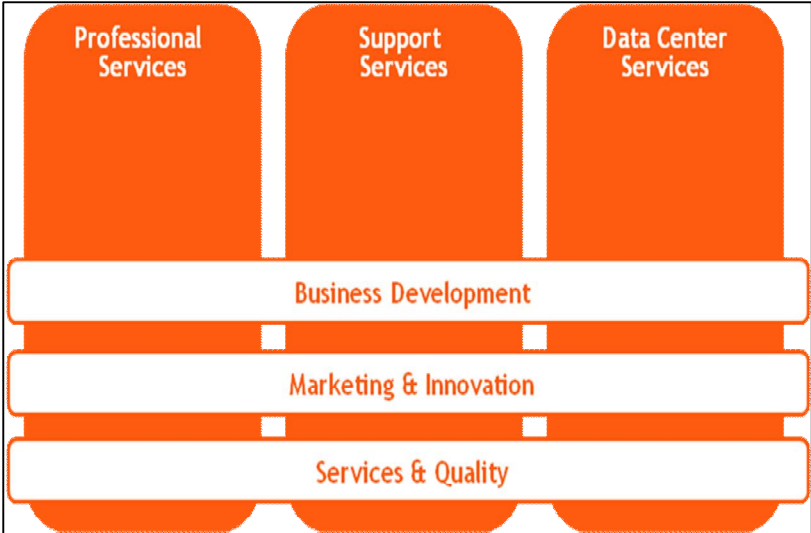 Professional
Services
Support
Services
Data Center
Services
Business Development
Marketing & Innovation
Services & Quality